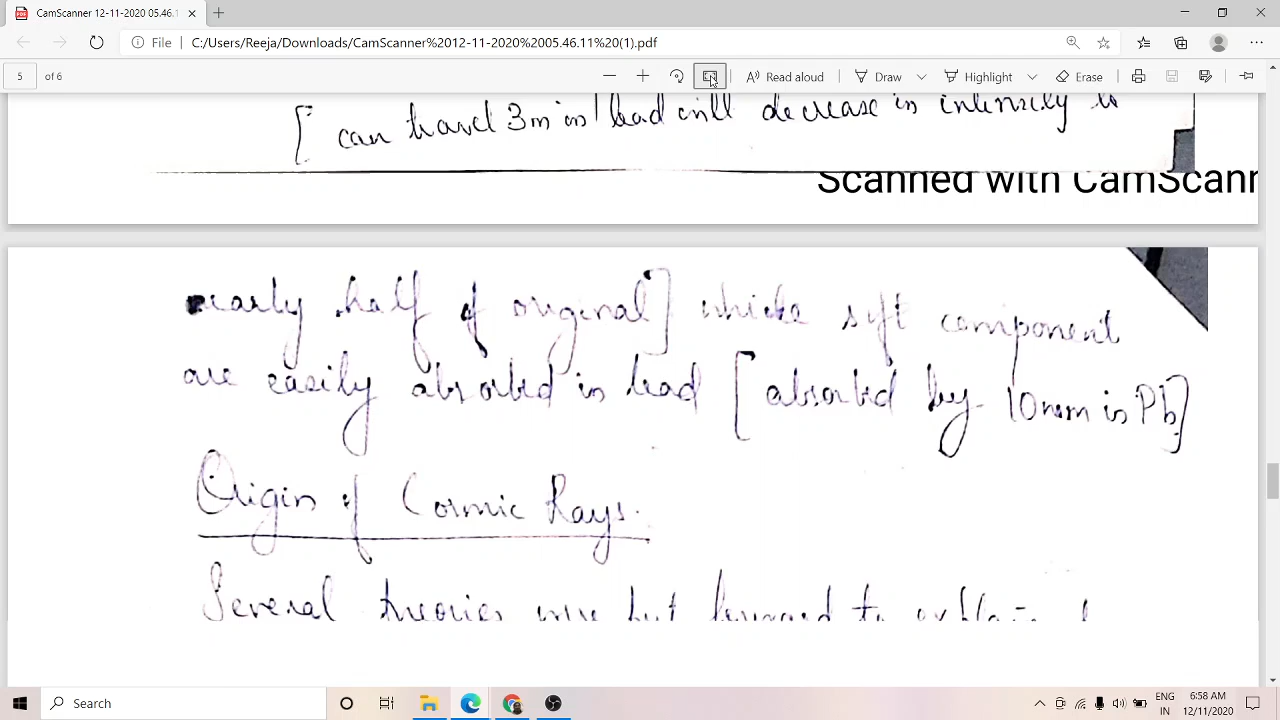 CamScanner 12-11-2020 05.46.1
File C:/Users/Reeja/Downloads/CamScanner%2012-11-2020%2005.46.11%20(1).pdf
5 of 6 Read aloud Draw Highlight Erase
[ can travel 3m in lead will decrease in intensity to
Scanned with CamScann
nearly half of original] while soft component
are easily absorbed in lead [absorbed by 10mm in Pb]
Origin of Cosmic Rays.
Several theories were put forward to explain
Search ENG 6:58 AM
IN 12/11/2020